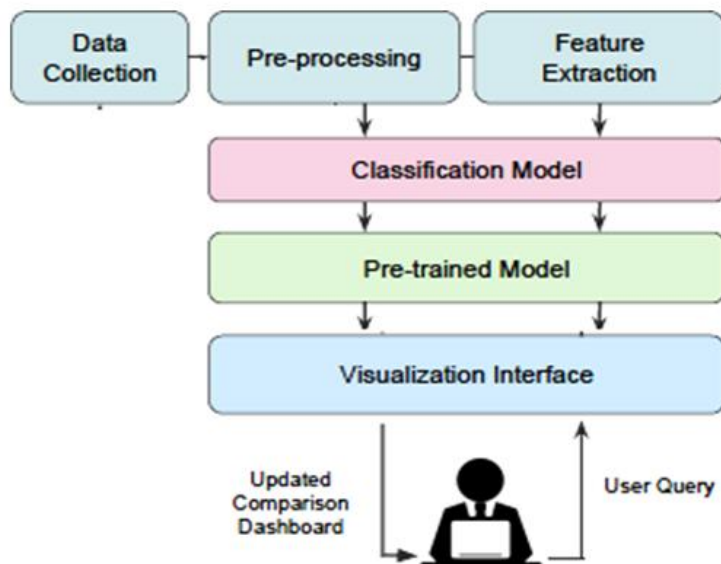 Data
Collection
Pre-processing
Feature
Extraction
Classification Model
Pre-trained Model
Visualization Interface
Updated
Comparison
Dashboard
User Query